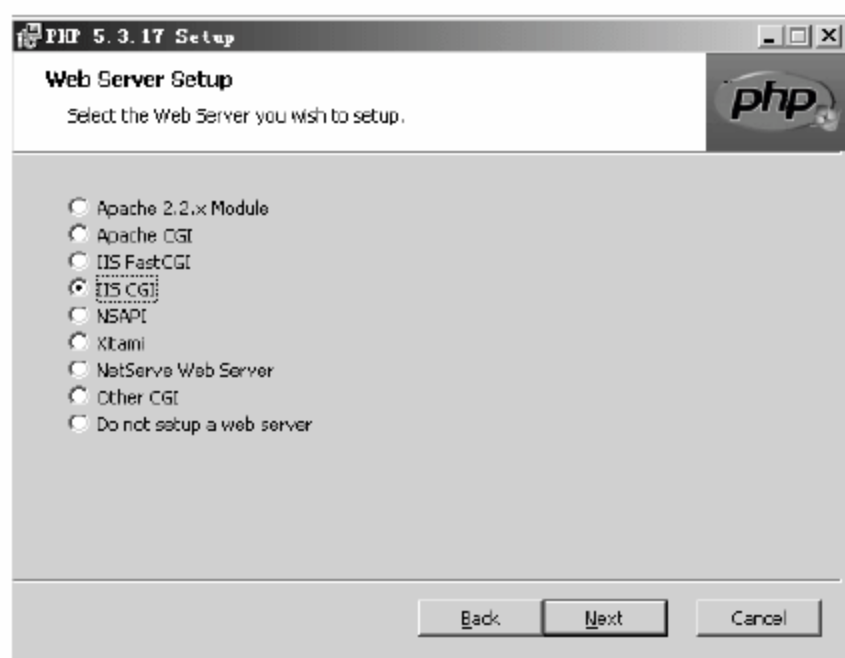 PHP 5.3.17 Setup
Web Server Setup
php
Select the Web Server you wish to setup.
Apache 2.2.x Module
Apache CGI
IIS FastCGI
IIS CGI
NSAPI
Xitami
NetServe Web Server
Other CGI
Do not setup a web server
Back
Next
Cancel